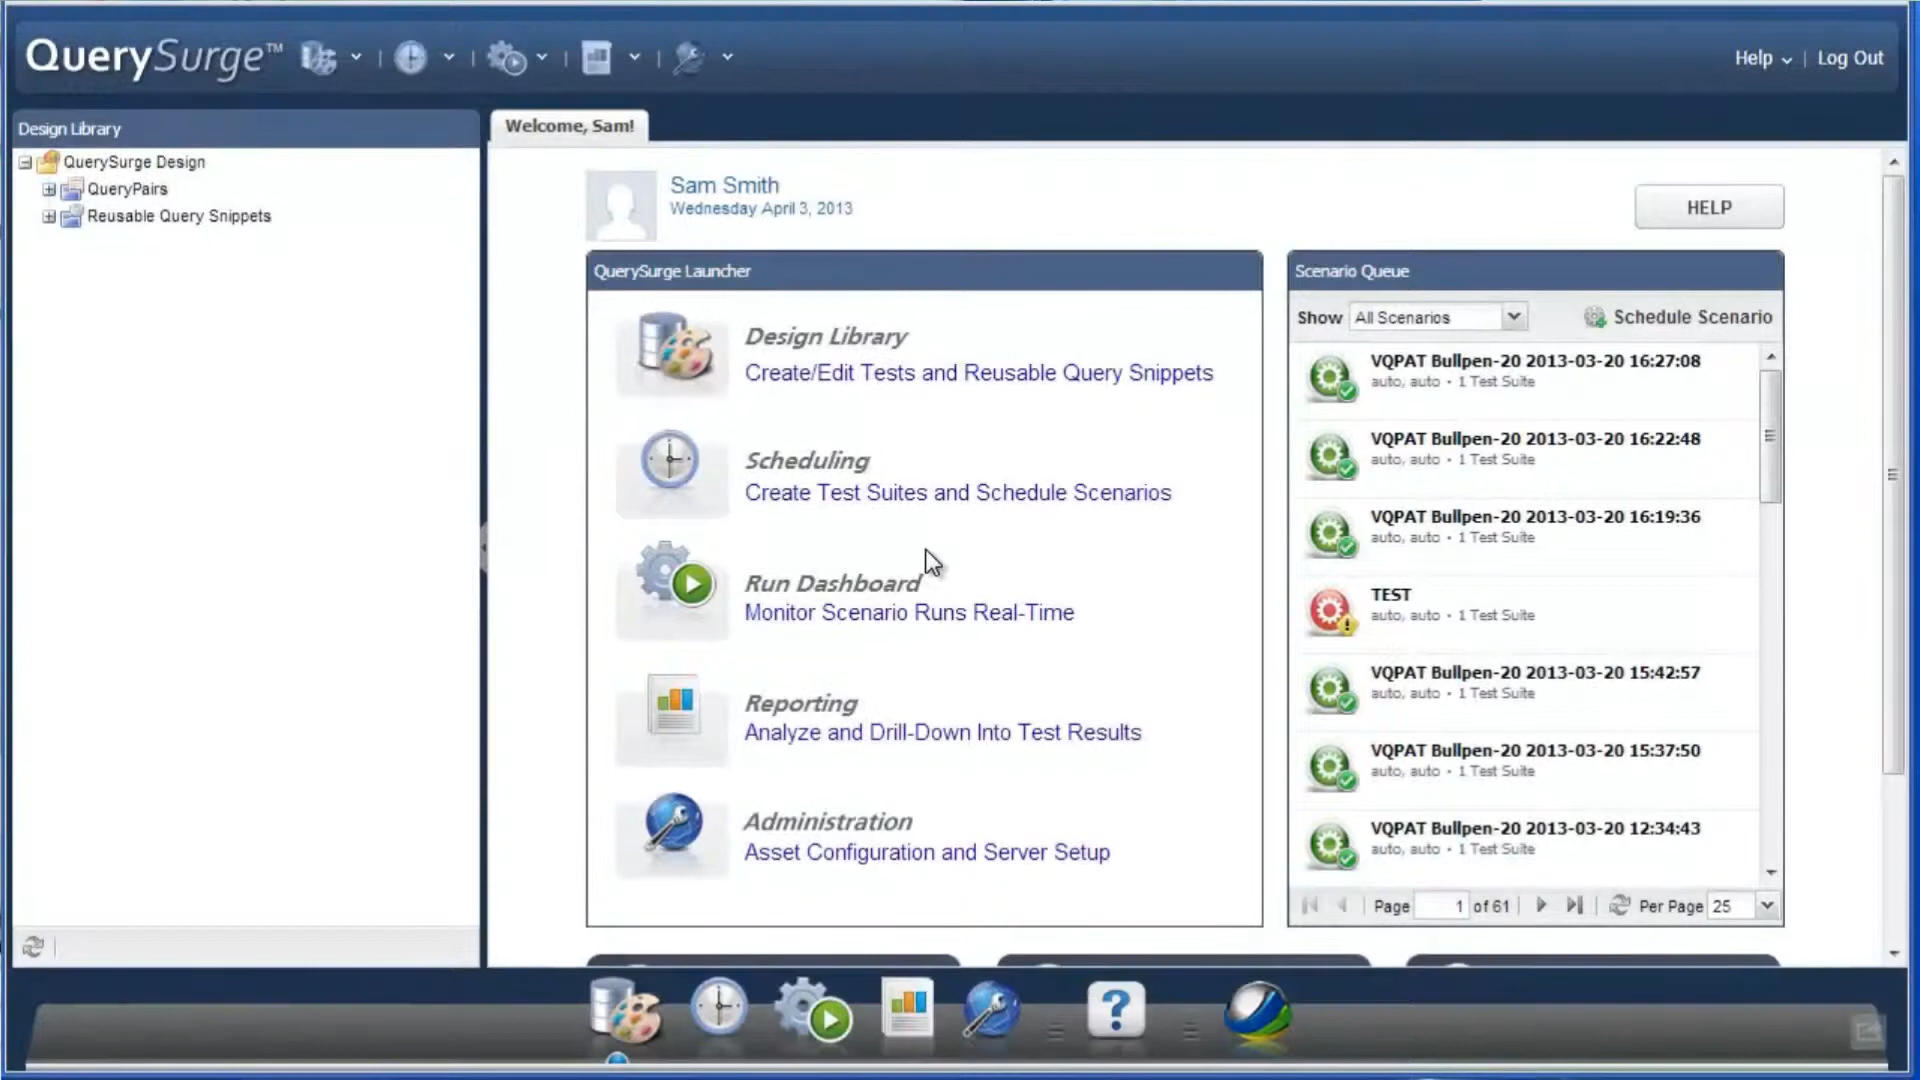 QuerySurge™
Help | Log Out
Design Library
QuerySurge Design
QueryPairs
Reusable Query Snippets
Welcome, Sam!
Sam Smith
Wednesday April 3, 2013
HELP
QuerySurge Launcher
Design Library
Create/Edit Tests and Reusable Query Snippets
Scheduling
Create Test Suites and Schedule Scenarios
Run Dashboard
Monitor Scenario Runs Real-Time
Reporting
Analyze and Drill-Down Into Test Results
Administration
Asset Configuration and Server Setup
Scenario Queue
Show All Scenarios Schedule Scenario
VQPAT Bullpen-20 2013-03-20 16:27:08
auto, auto • 1 Test Suite
VQPAT Bullpen-20 2013-03-20 16:22:48
auto, auto • 1 Test Suite
VQPAT Bullpen-20 2013-03-20 16:19:36
auto, auto • 1 Test Suite
TEST
auto, auto • 1 Test Suite
VQPAT Bullpen-20 2013-03-20 15:42:57
auto, auto • 1 Test Suite
VQPAT Bullpen-20 2013-03-20 15:37:50
auto, auto • 1 Test Suite
VQPAT Bullpen-20 2013-03-20 12:34:43
auto, auto • 1 Test Suite
Page 1 of 61 Per Page 25